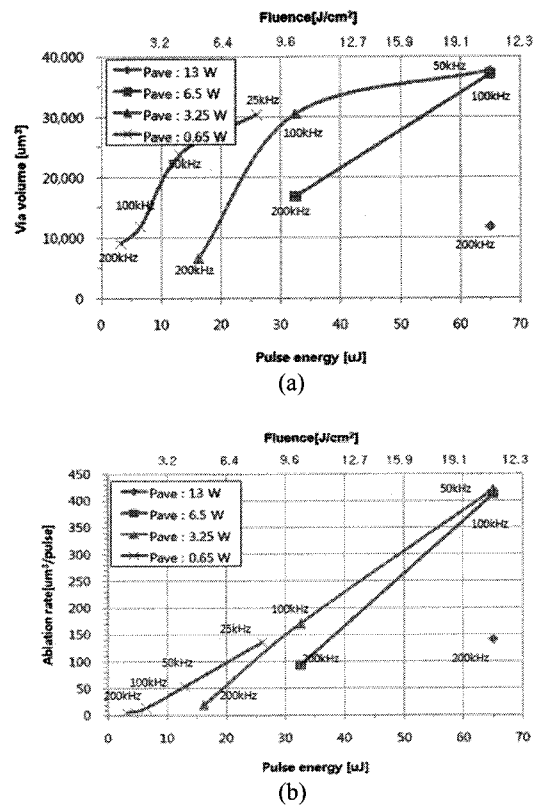 Fluence[J/cm²]
3.2 6.4 9.6 12.7 15.9 19.1 12.3
40,000
30,000
20,000
10,000
0
Via volume [um³]
Pave : 13 W
Pave : 6.5 W
Pave : 3.25 W
Pave : 0.65 W
25kHz
50kHz
100kHz
200kHz
50kHz
100kHz
100kHz
200kHz
200kHz
200kHz
0 10 20 30 40 50 60 70
Pulse energy [uJ]
(a)
Fluence[J/cm²]
3.2 6.4 9.6 12.7 15.9 19.1 12.3
450
400
350
300
250
200
150
100
50
0
Ablation rate[um³/pulse]
Pave : 13 W
Pave : 6.5 W
Pave : 3.25 W
Pave : 0.65 W
50kHz
100kHz
100kHz
25kHz
50kHz
100kHz
200kHz
200kHz
200kHz
200kHz
0 10 20 30 40 50 60 70
Pulse energy [uJ]
(b)